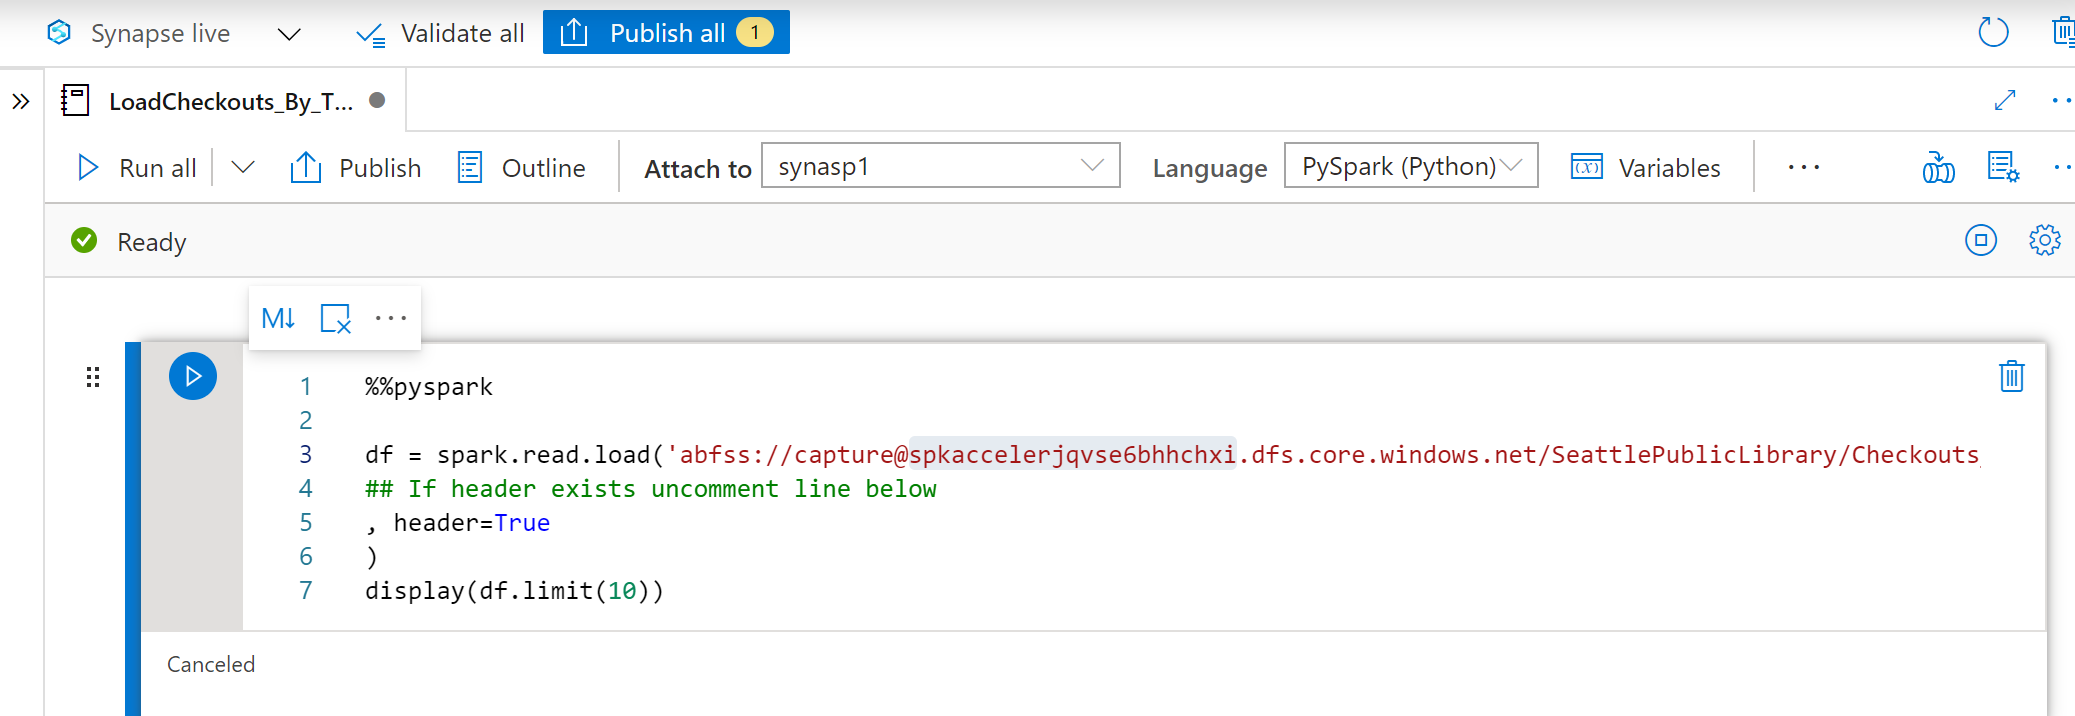 Synapse live Validate all Publish all 1
LoadCheckouts_By_T...
Run all Publish Outline Attach to synasp1 Language PySpark (Python) Variables
Ready
M↓
1 %%pyspark
2
3 df = spark.read.load('abfss://capture@spkaccelerjqvse6bhhchxi.dfs.core.windows.net/SeattlePublicLibrary/Checkouts_
4 ## If header exists uncomment line below
5 , header=True
6 )
7 display(df.limit(10))
Canceled